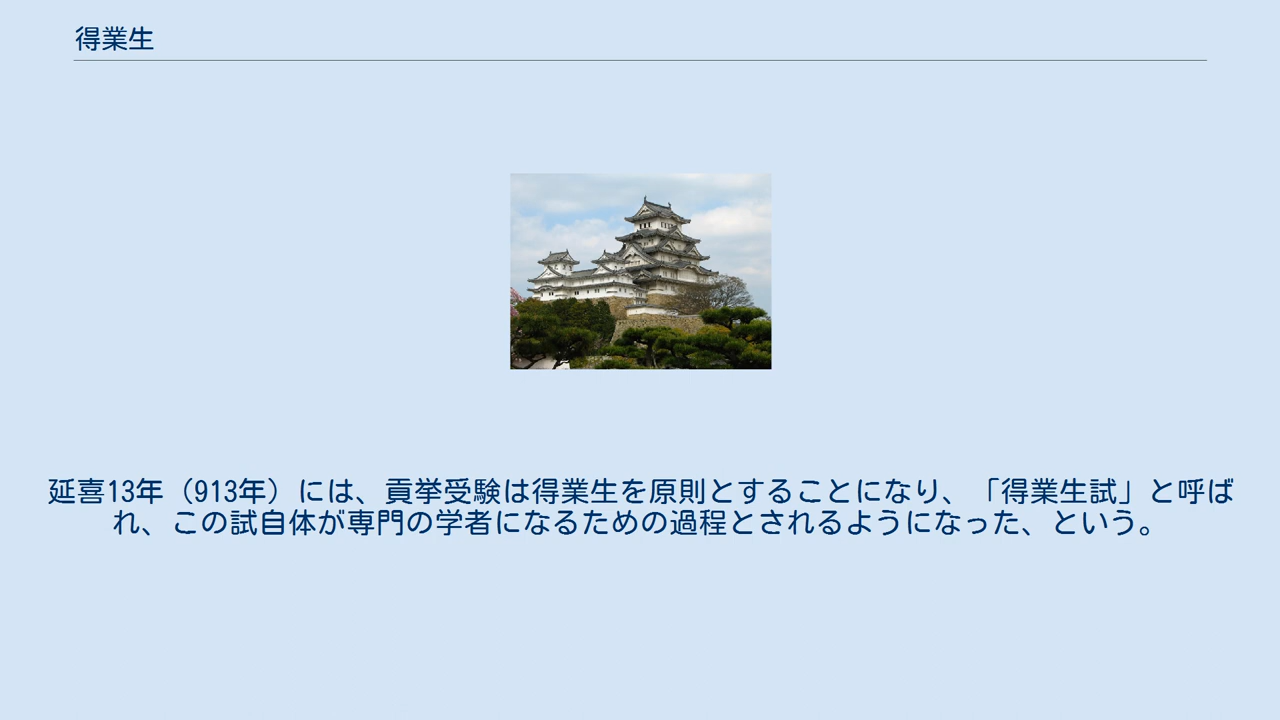 得業生
延喜13年（913年）には、貢挙受験は得業生を原則とすることになり、「得業生試」と呼ば
れ、この試自体が専門の学者になるための過程とされるようになった、という。